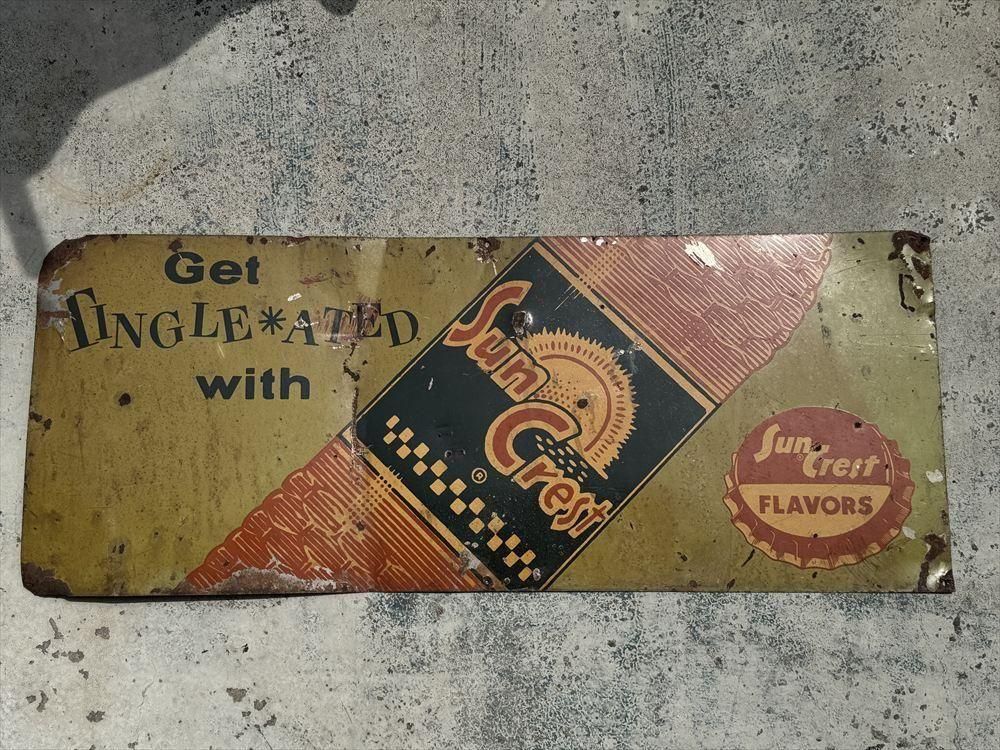 Get
TINGLE*ATED
with
Sun
Crest
®
Sun Crest
FLAVORS